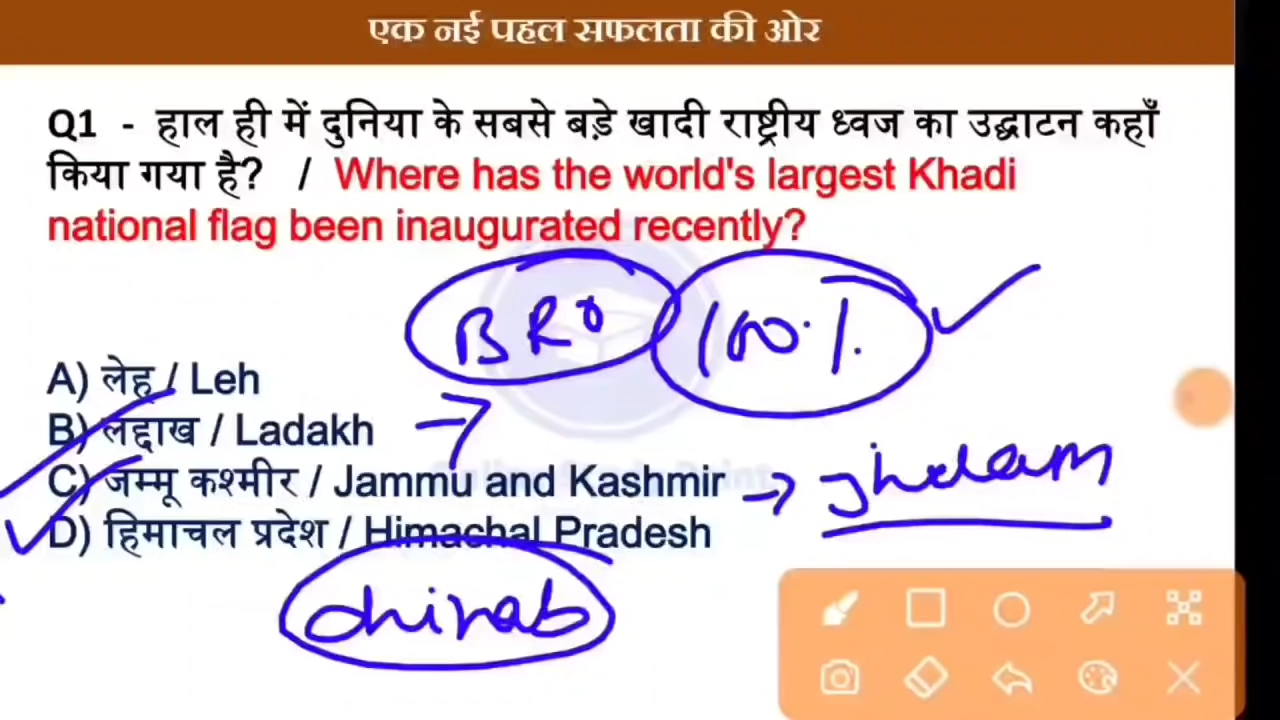 एक नई पहल सफलता की ओर
Q1 - हाल ही में दुनिया के सबसे बड़े खादी राष्ट्रीय ध्वज का उद्घाटन कहाँ
किया गया है? / Where has the world's largest Khadi
national flag been inaugurated recently?
BRO 100%
A) लेह / Leh
B) लद्दाख / Ladakh
C) जम्मू कश्मीर / Jammu and Kashmir → Jhelam
D) हिमाचल प्रदेश / Himachal Pradesh
chinab